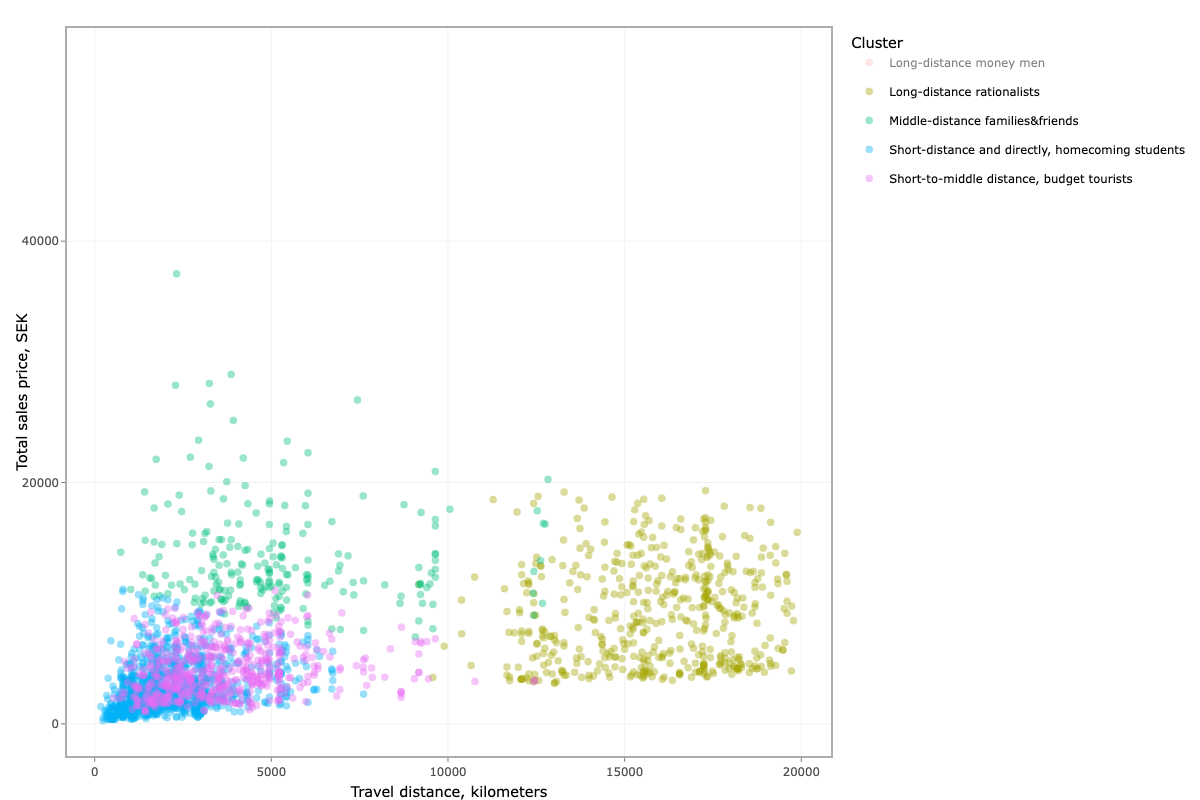 Cluster
Long-distance money men
Long-distance rationalists
Middle-distance families&friends
Short-distance and directly, homecoming students
Short-to-middle distance, budget tourists
Total sales price, SEK
40000
20000
0
0
5000
10000
15000
20000
Travel distance, kilometers